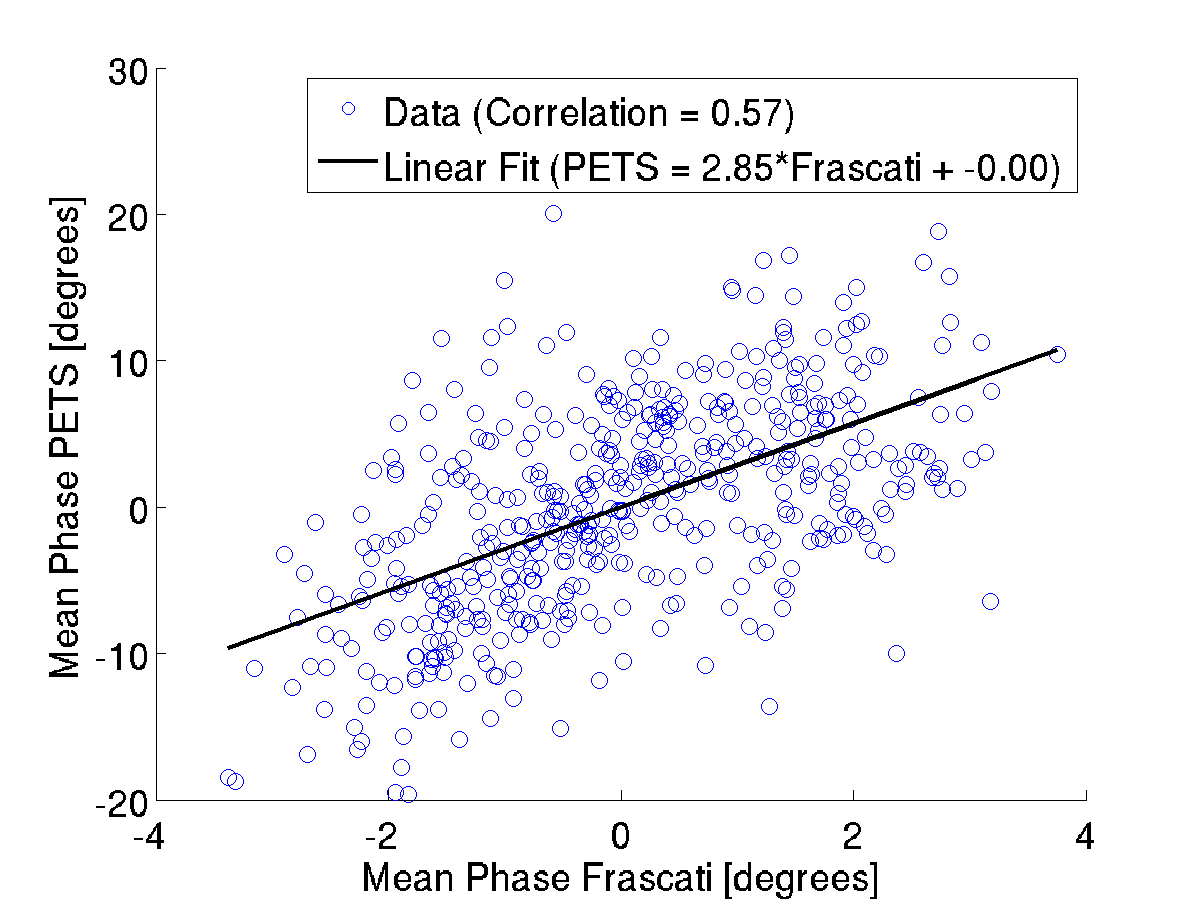 30
20
10
0
-10
-20
-4
-2
0
2
4
Mean Phase PETS [degrees]
Mean Phase Frascati [degrees]
Data (Correlation = 0.57)
Linear Fit (PETS = 2.85*Frascati + -0.00)